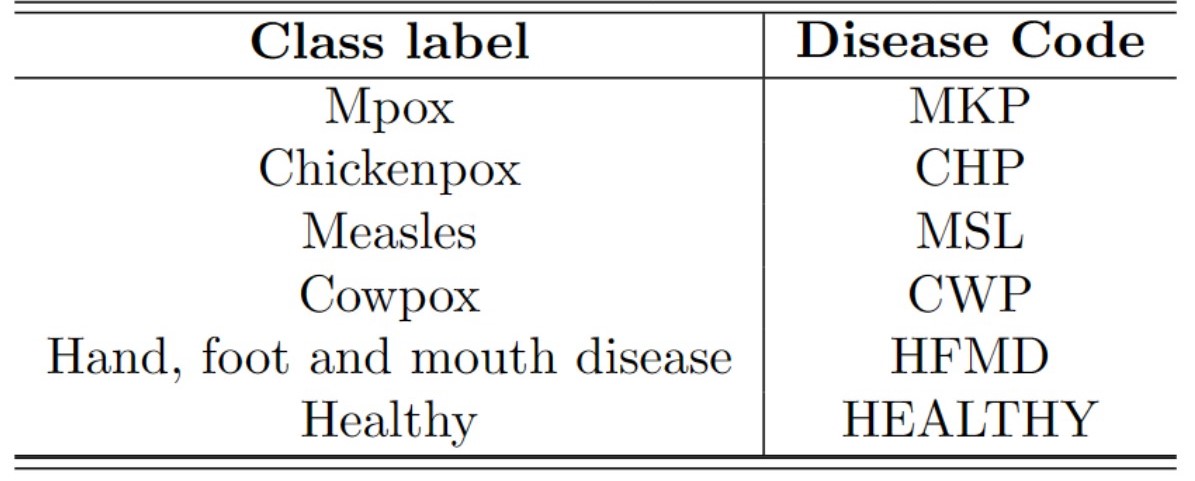 Class label Disease Code
Mpox MKP
Chickenpox CHP
Measles MSL
Cowpox CWP
Hand, foot and mouth disease HFMD
Healthy HEALTHY